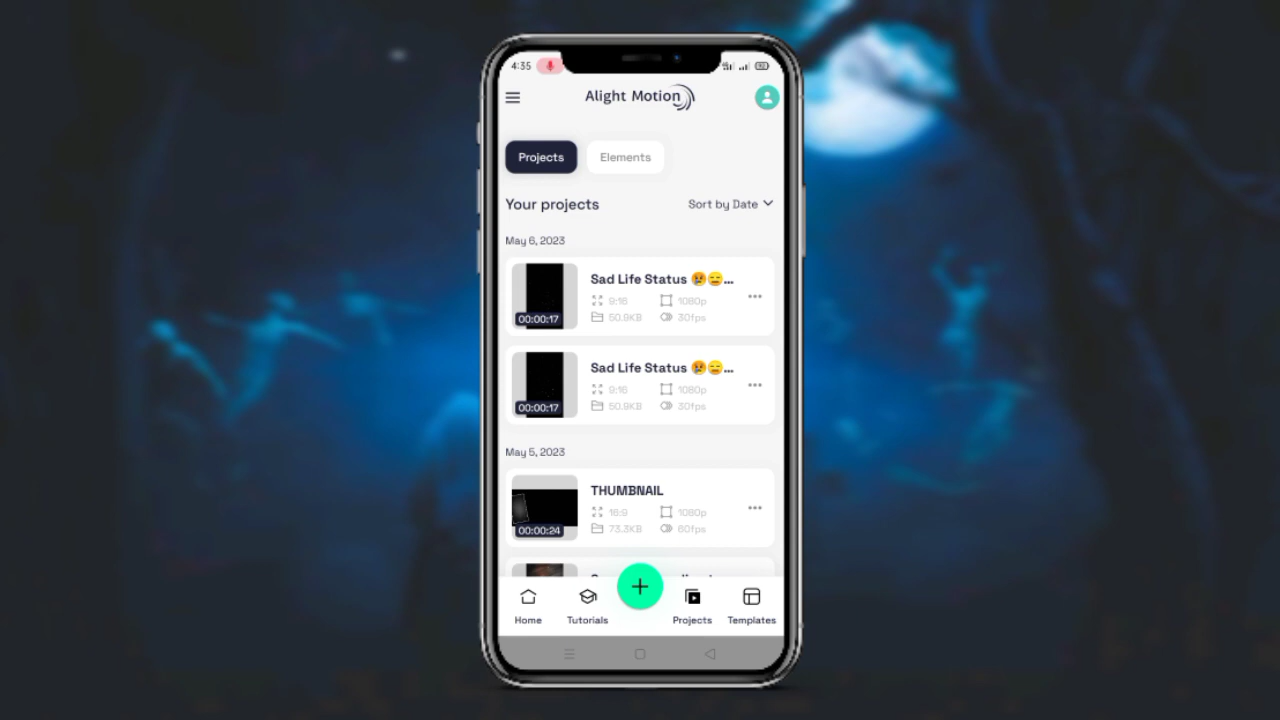 4:35
Alight Motion
Projects Elements
Your projects Sort by Date
May 6, 2023
Sad Life Status 😢😑...
9:16 1080p
00:00:17 50.9KB 30fps
Sad Life Status 😢😑...
9:16 1080p
00:00:17 50.9KB 30fps
May 5, 2023
THUMBNAIL
16:9 1080p
00:00:24 73.3KB 60fps
Home Tutorials Projects Templates